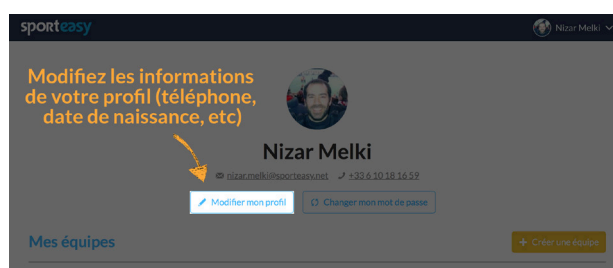 sporteasy
Nizar Melki
Modifiez les informations
de votre profil (téléphone,
date de naissance, etc)
Nizar Melki
nizar.melki@sporteasy.net +33 6 10 18 16 59
Modifier mon profil
Changer mon mot de passe
Mes équipes
+ Créer une équipe